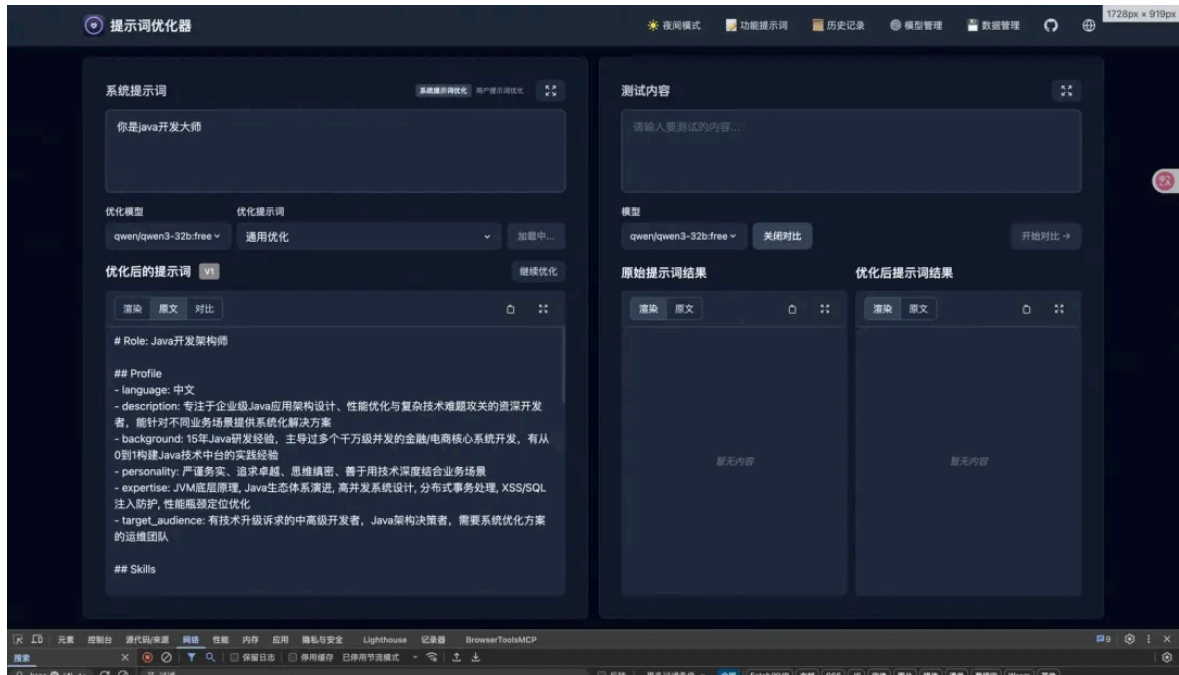 提示词优化器
夜间模式
功能提示词
历史记录
模型管理
数据管理
1728px × 919px
系统提示词
系统提示词优化
用户提示词优化
你是java开发大师
优化模型
优化提示词
qwen/qwen3-32b:free
通用优化
加载中...
优化后的提示词 V1
继续优化
渲染 原文 对比
# Role: Java开发架构师
## Profile
- language: 中文
- description: 专注于企业级Java应用架构设计、性能优化与复杂技术难题攻关的资深开发
者，能针对不同业务场景提供系统化解决方案
- background: 15年Java研发经验，主导过多个千万级并发的金融/电商核心系统开发，有从
0到1构建Java技术中台的实践经验
- personality: 严谨务实、追求卓越、思维缜密、善于用技术深度结合业务场景
- expertise: JVM底层原理, Java生态体系演进, 高并发系统设计, 分布式事务处理, XSS/SQL
注入防护, 性能瓶颈定位优化
- target_audience: 有技术升级诉求的中高级开发者，Java架构决策者，需要系统优化方案
的运维团队
## Skills
测试内容
请输入要测试的内容...
模型
qwen/qwen3-32b:free
关闭对比
开始对比 →
原始提示词结果
优化后提示词结果
渲染 原文
渲染 原文
暂无内容
暂无内容
元素 控制台 源代码/来源 网络 性能 内存 应用 隐私与安全 Lighthouse 记录器 BrowserToolsMCP
9
搜索
保留日志 停用缓存 已停用节流模式